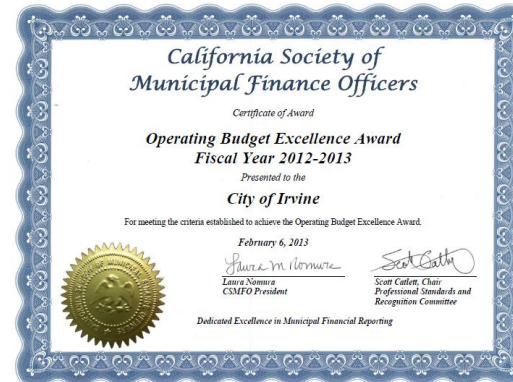 California Society of
Municipal Finance Officers
Certificate of Award
Operating Budget Excellence Award
Fiscal Year 2012-2013
Presented to the
City of Irvine
For meeting the criteria established to achieve the Operating Budget Excellence Award.
February 6, 2013
Laura M Nomura
Scott Catlett
Laura Nomura
CSMFO President
Scott Catlett, Chair
Professional Standards and
Recognition Committee
Dedicated Excellence in Municipal Financial Reporting